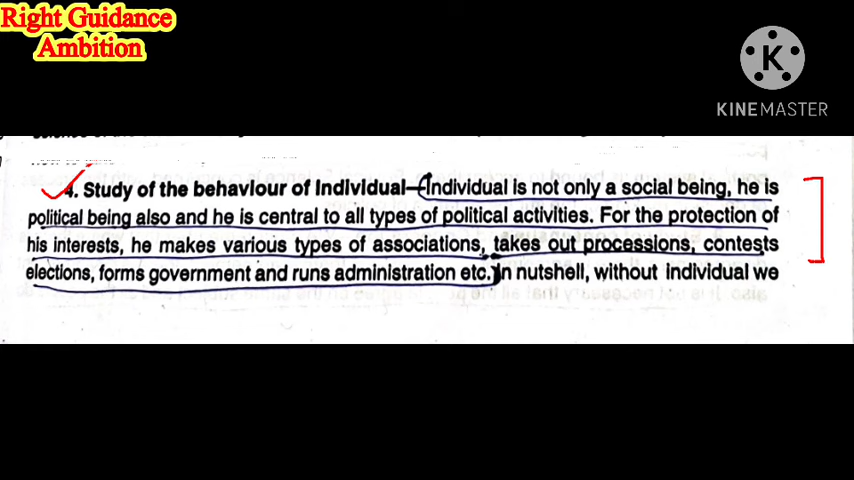 Right Guidance
Ambition
K
KINEMASTER
4. Study of the behaviour of Individual—(Individual is not only a social being, he is
political being also and he is central to all types of political activities. For the protection of
his interests, he makes various types of associations, takes out processions, contests
elections, forms government and runs administration etc.) In nutshell, without individual we